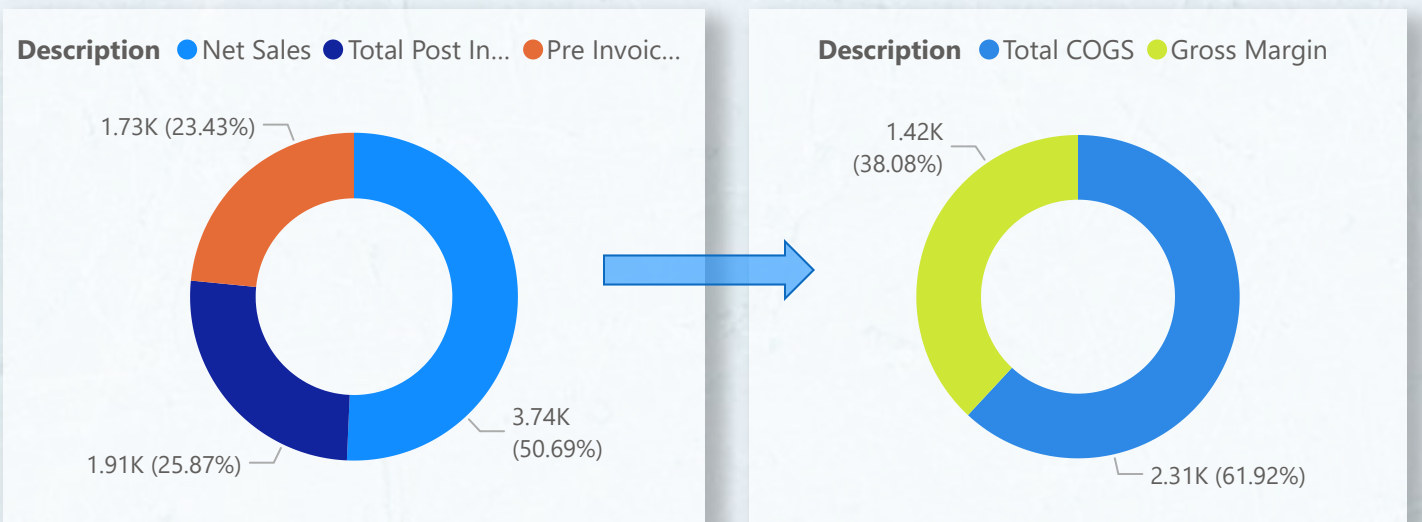 Description Net Sales Total Post In... Pre Invoic...
1.73K (23.43%)
3.74K
(50.69%)
1.91K (25.87%)
Description Total COGS Gross Margin
1.42K
(38.08%)
2.31K (61.92%)